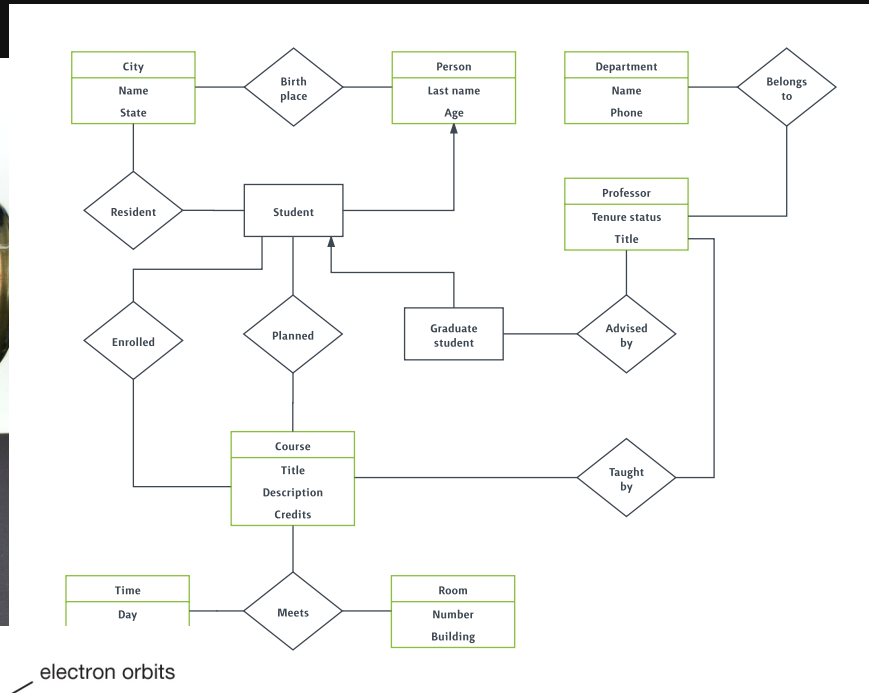 City
Name
State
Birth
place
Person
Last name
Age
Department
Name
Phone
Belongs
to
Resident
Student
Professor
Tenure status
Title
Enrolled
Planned
Graduate
student
Advised
by
Course
Title
Description
Credits
Taught
by
Time
Day
Meets
Room
Number
Building
electron orbits